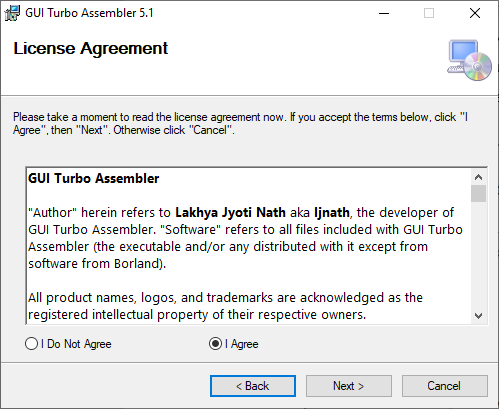 GUI Turbo Assembler 5.1
License Agreement
Please take a moment to read the license agreement now. If you accept the terms below, click "I
Agree", then "Next". Otherwise click "Cancel".
GUI Turbo Assembler
"Author" herein refers to Lakhya Jyoti Nath aka ljnath, the developer of
GUI Turbo Assembler. "Software" refers to all files included with GUI Turbo
Assembler (the executable and/or any distributed with it except from
software from Borland).
All product names, logos, and trademarks are acknowledged as the
registered intellectual property of their respective owners.
I Do Not Agree
I Agree
< Back
Next >
Cancel